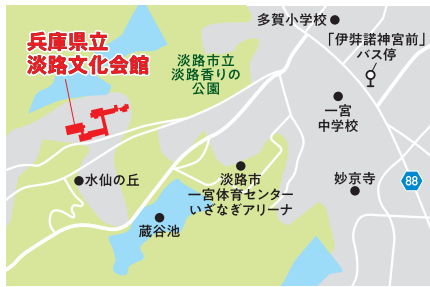 多賀小学校
兵庫県立
淡路文化会館
「伊弉諾神宮前」
バス停
淡路市立
淡路香りの
公園
一宮
中学校
水仙の丘
淡路市
一宮体育センター
いざなぎアリーナ
妙京寺
88
蔵谷池